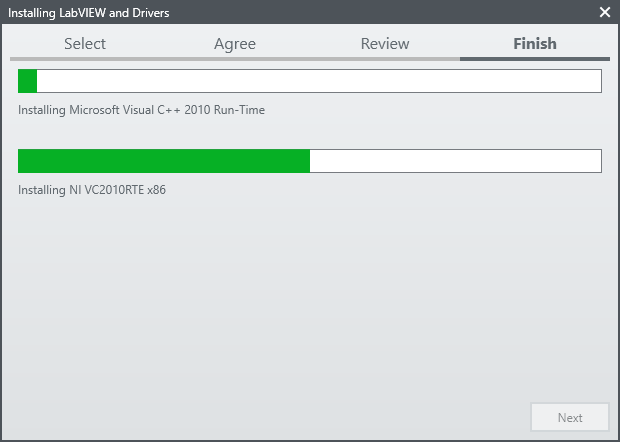 Installing LabVIEW and Drivers
Select Agree Review Finish
Installing Microsoft Visual C++ 2010 Run-Time
Installing NI VC2010RTE x86
Next